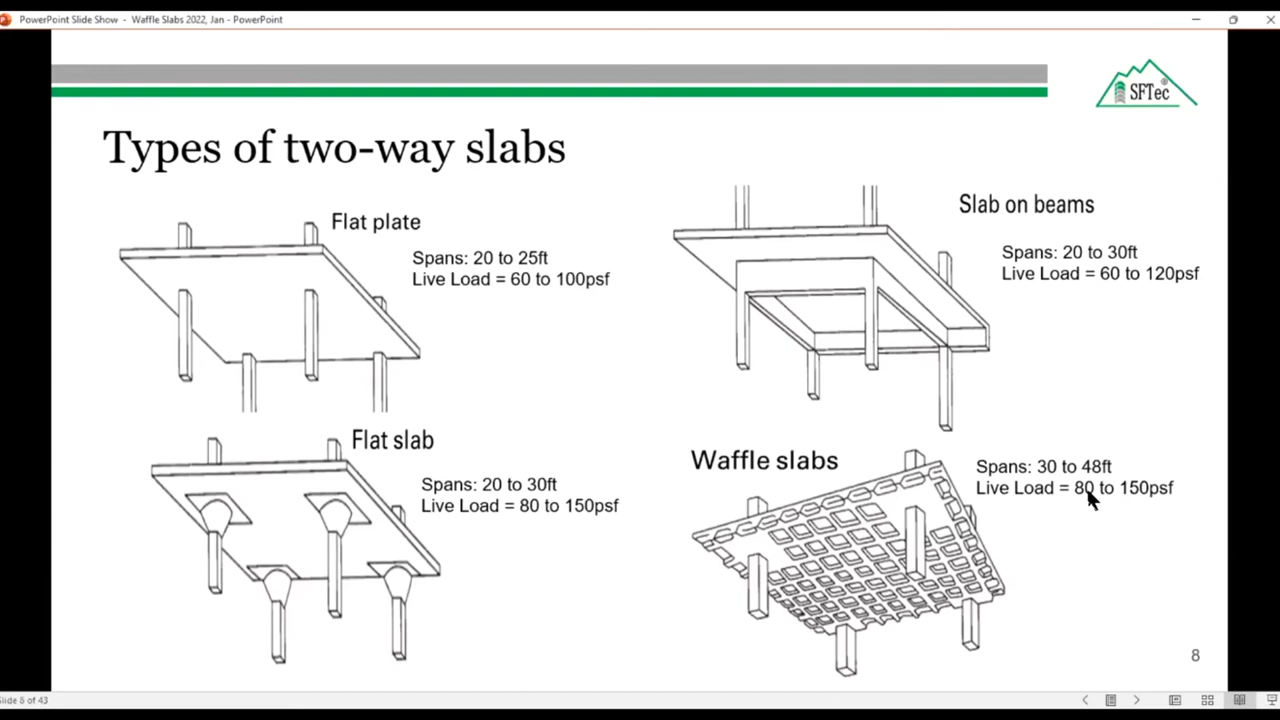 PowerPoint Slide Show - Waffle Slabs 2022, Jan - PowerPoint
SFTec®
Types of two-way slabs
Flat plate
Spans: 20 to 25ft
Live Load = 60 to 100psf
Slab on beams
Spans: 20 to 30ft
Live Load = 60 to 120psf
Flat slab
Spans: 20 to 30ft
Live Load = 80 to 150psf
Waffle slabs
Spans: 30 to 48ft
Live Load = 80 to 150psf
8
Slide 8 of 43